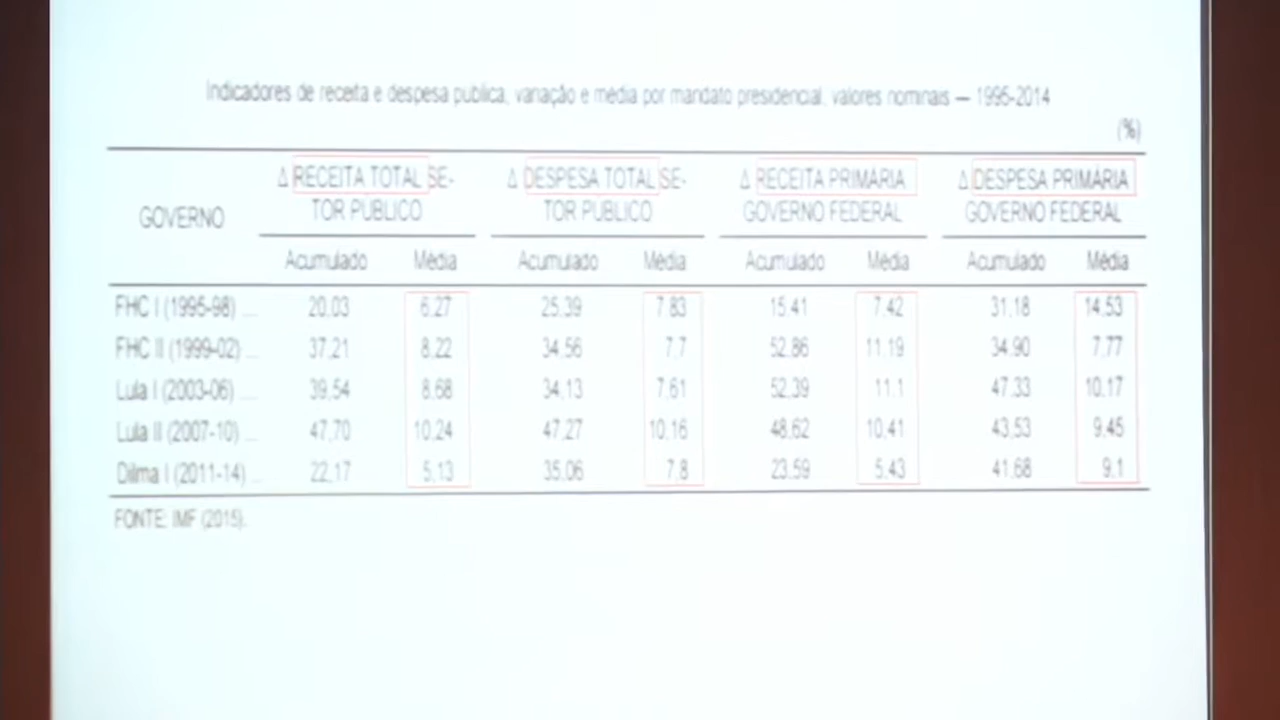 Indicadores de receita e despesa pública, variação e média por mandato presidencial, valores nominais — 1995-2014
(%)
GOVERNO
Δ RECEITA TOTAL SE-
TOR PÚBLICO
Δ DESPESA TOTAL SE-
TOR PÚBLICO
Δ RECEITA PRIMÁRIA
GOVERNO FEDERAL
Δ DESPESA PRIMÁRIA
GOVERNO FEDERAL
Acumulado Média Acumulado Média Acumulado Média Acumulado Média
FHC I (1995-98) ... 20,03 6,27 25,39 7,83 15,41 7,42 31,18 14,53
FHC II (1999-02) ... 37,21 8,22 34,56 7,7 52,86 11,19 34,90 7,77
Lula I (2003-06) ... 39,54 8,68 34,13 7,61 52,39 11,1 47,33 10,17
Lula II (2007-10) ... 47,70 10,24 47,27 10,16 48,62 10,41 43,53 9,45
Dilma I (2011-14) .. 22,17 5,13 35,06 7,8 23,59 5,43 41,68 9,1
FONTE: IMF (2015).